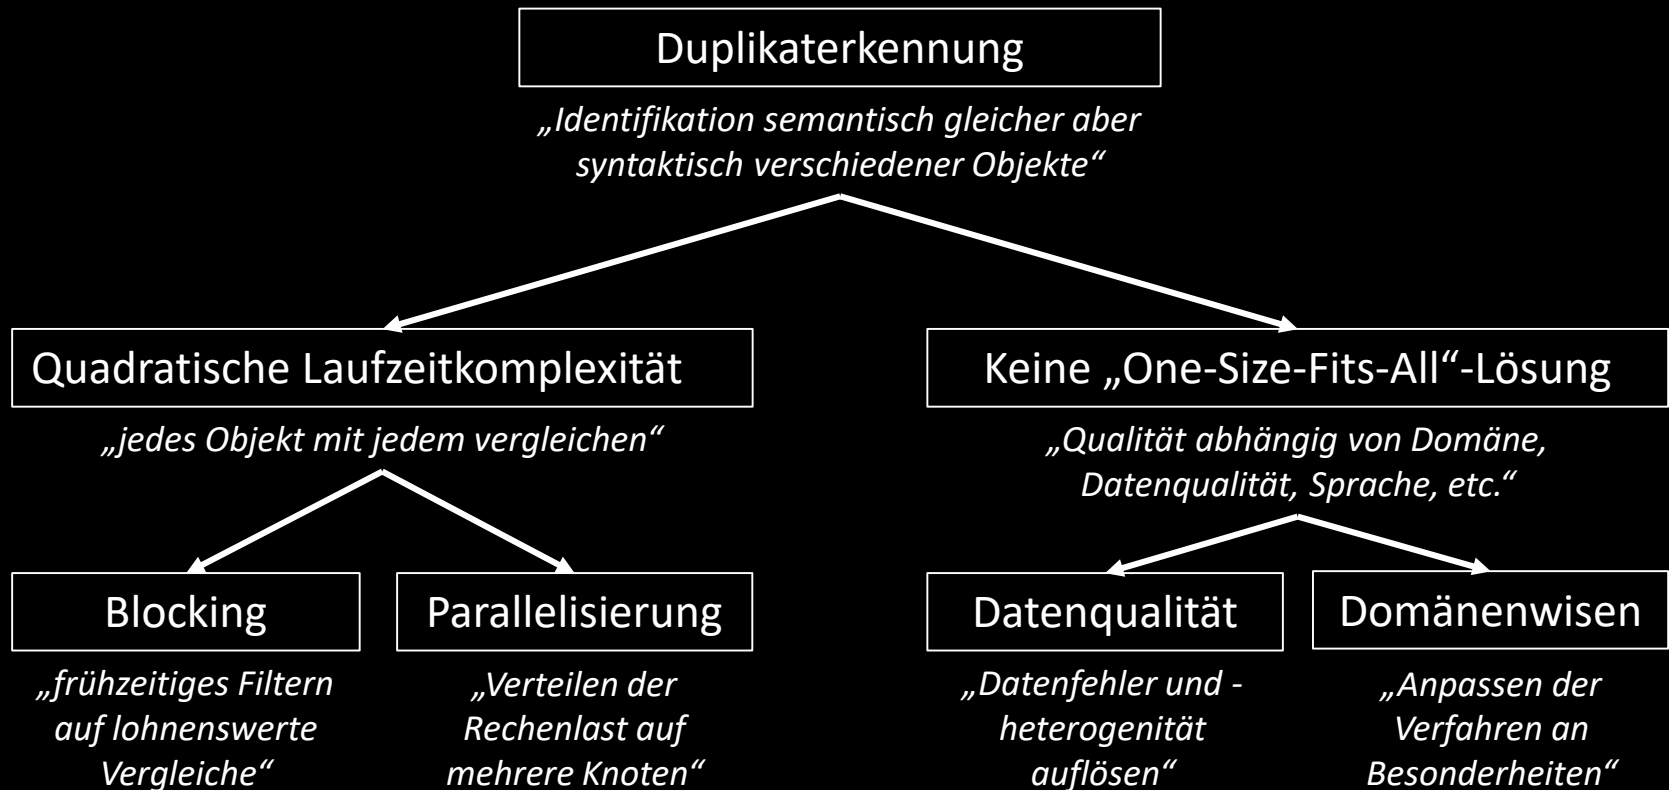 Duplikaterkennung
„Identifikation semantisch gleicher aber
syntaktisch verschiedener Objekte“
Quadratische Laufzeitkomplexität
„jedes Objekt mit jedem vergleichen“
Keine „One-Size-Fits-All“-Lösung
„Qualität abhängig von Domäne,
Datenqualität, Sprache, etc.“
Blocking
„frühzeitiges Filtern
auf lohnenswerte
Vergleiche“
Parallelisierung
„Verteilen der
Rechenlast auf
mehrere Knoten“
Datenqualität
„Datenfehler und -
heterogenität
auflösen“
Domänenwisen
„Anpassen der
Verfahren an
Besonderheiten“